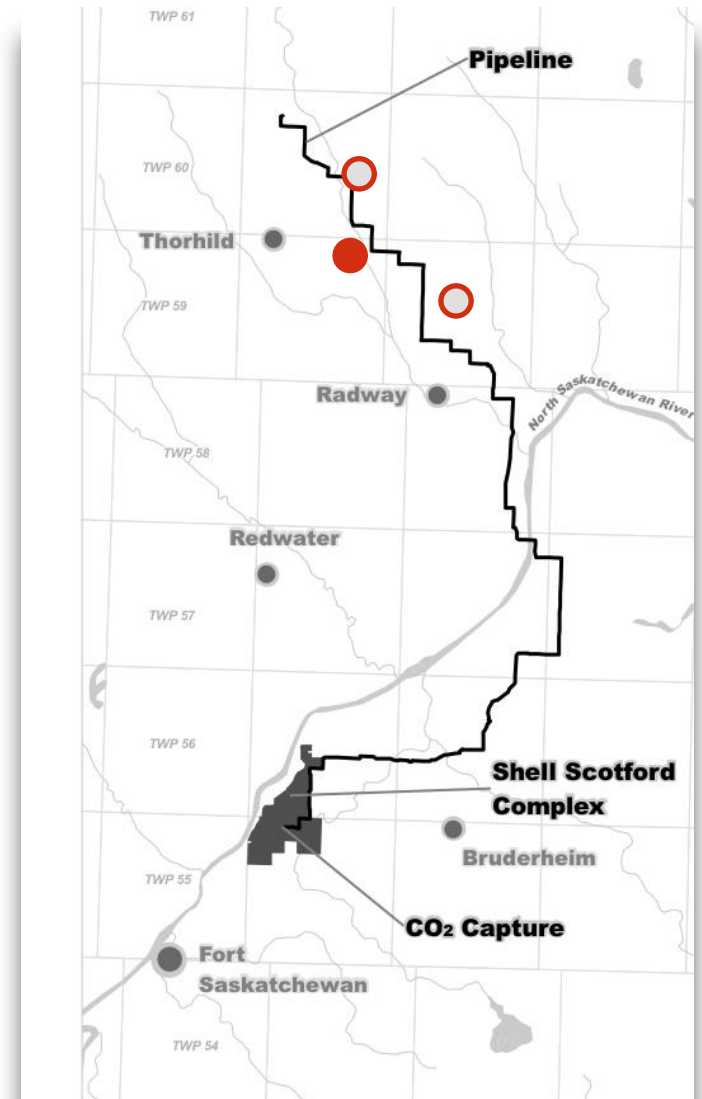 TWP 61
Pipeline
TWP 60
Thorhild
TWP 59
Radway
North Saskatchewan River
TWP 58
Redwater
TWP 57
TWP 56
Shell Scotford
Complex
Bruderheim
TWP 55
CO₂ Capture
Fort
Saskatchewan
TWP 54